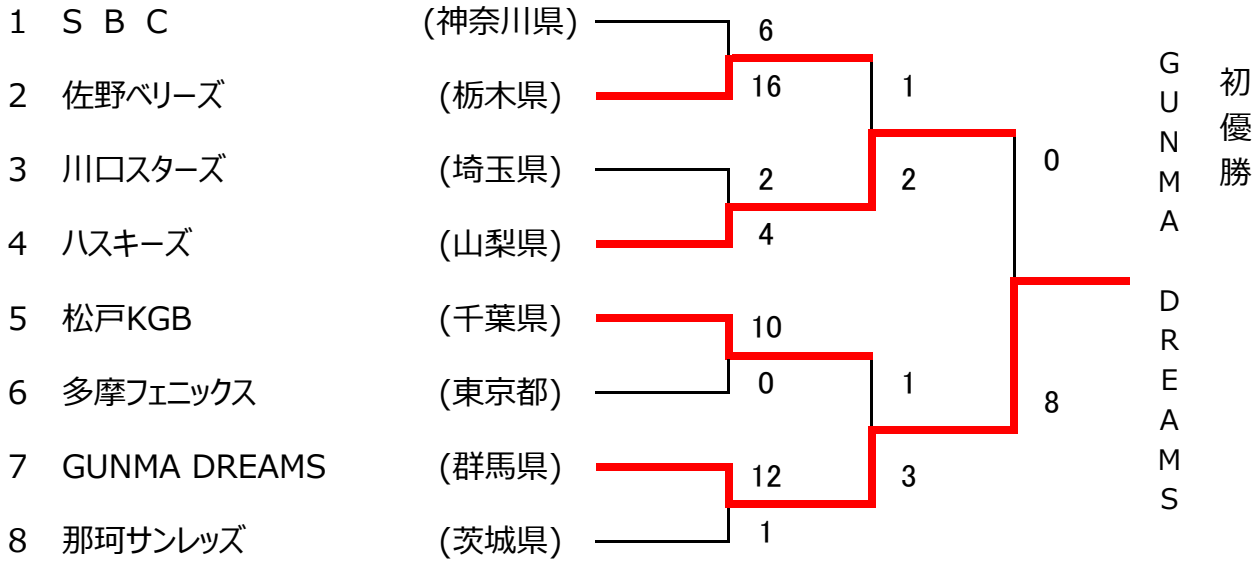 1 S B C (神奈川県)
6
2 佐野ベリーズ (栃木県)
16
1
3 川口スターズ (埼玉県)
2
2
0
4 ハスキーズ (山梨県)
4
5 松戸KGB (千葉県)
10
6 多摩フェニックス (東京都)
0
1
8
7 GUNMA DREAMS (群馬県)
12
3
8 那珂サンレッズ (茨城県)
1
GUNMA DREAMS
初優勝